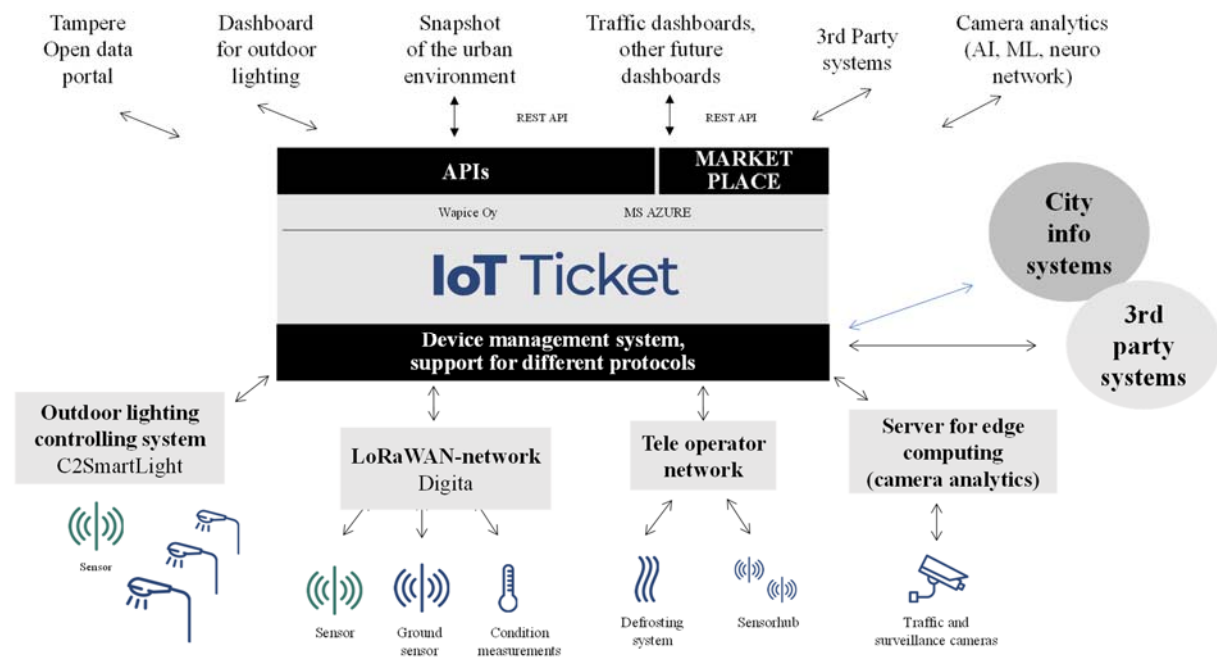 Tampere
Open data
portal
Dashboard
for outdoor
lighting
Snapshot
of the urban
environment
Traffic dashboards,
other future
dashboards
3rd Party
systems
Camera analytics
(AI, ML, neuro
network)
REST API
REST API
APIs
MARKET
PLACE
Wapice Oy
MS AZURE
IoT Ticket
Device management system,
support for different protocols
City
info
systems
3rd
party
systems
Outdoor lighting
controlling system
C2SmartLight
LoRaWAN-network
Digita
Tele operator
network
Server for edge
computing
(camera analytics)
Sensor
Sensor
Ground
sensor
Condition
measurements
Defrosting
system
Sensorhub
Traffic and
surveillance cameras